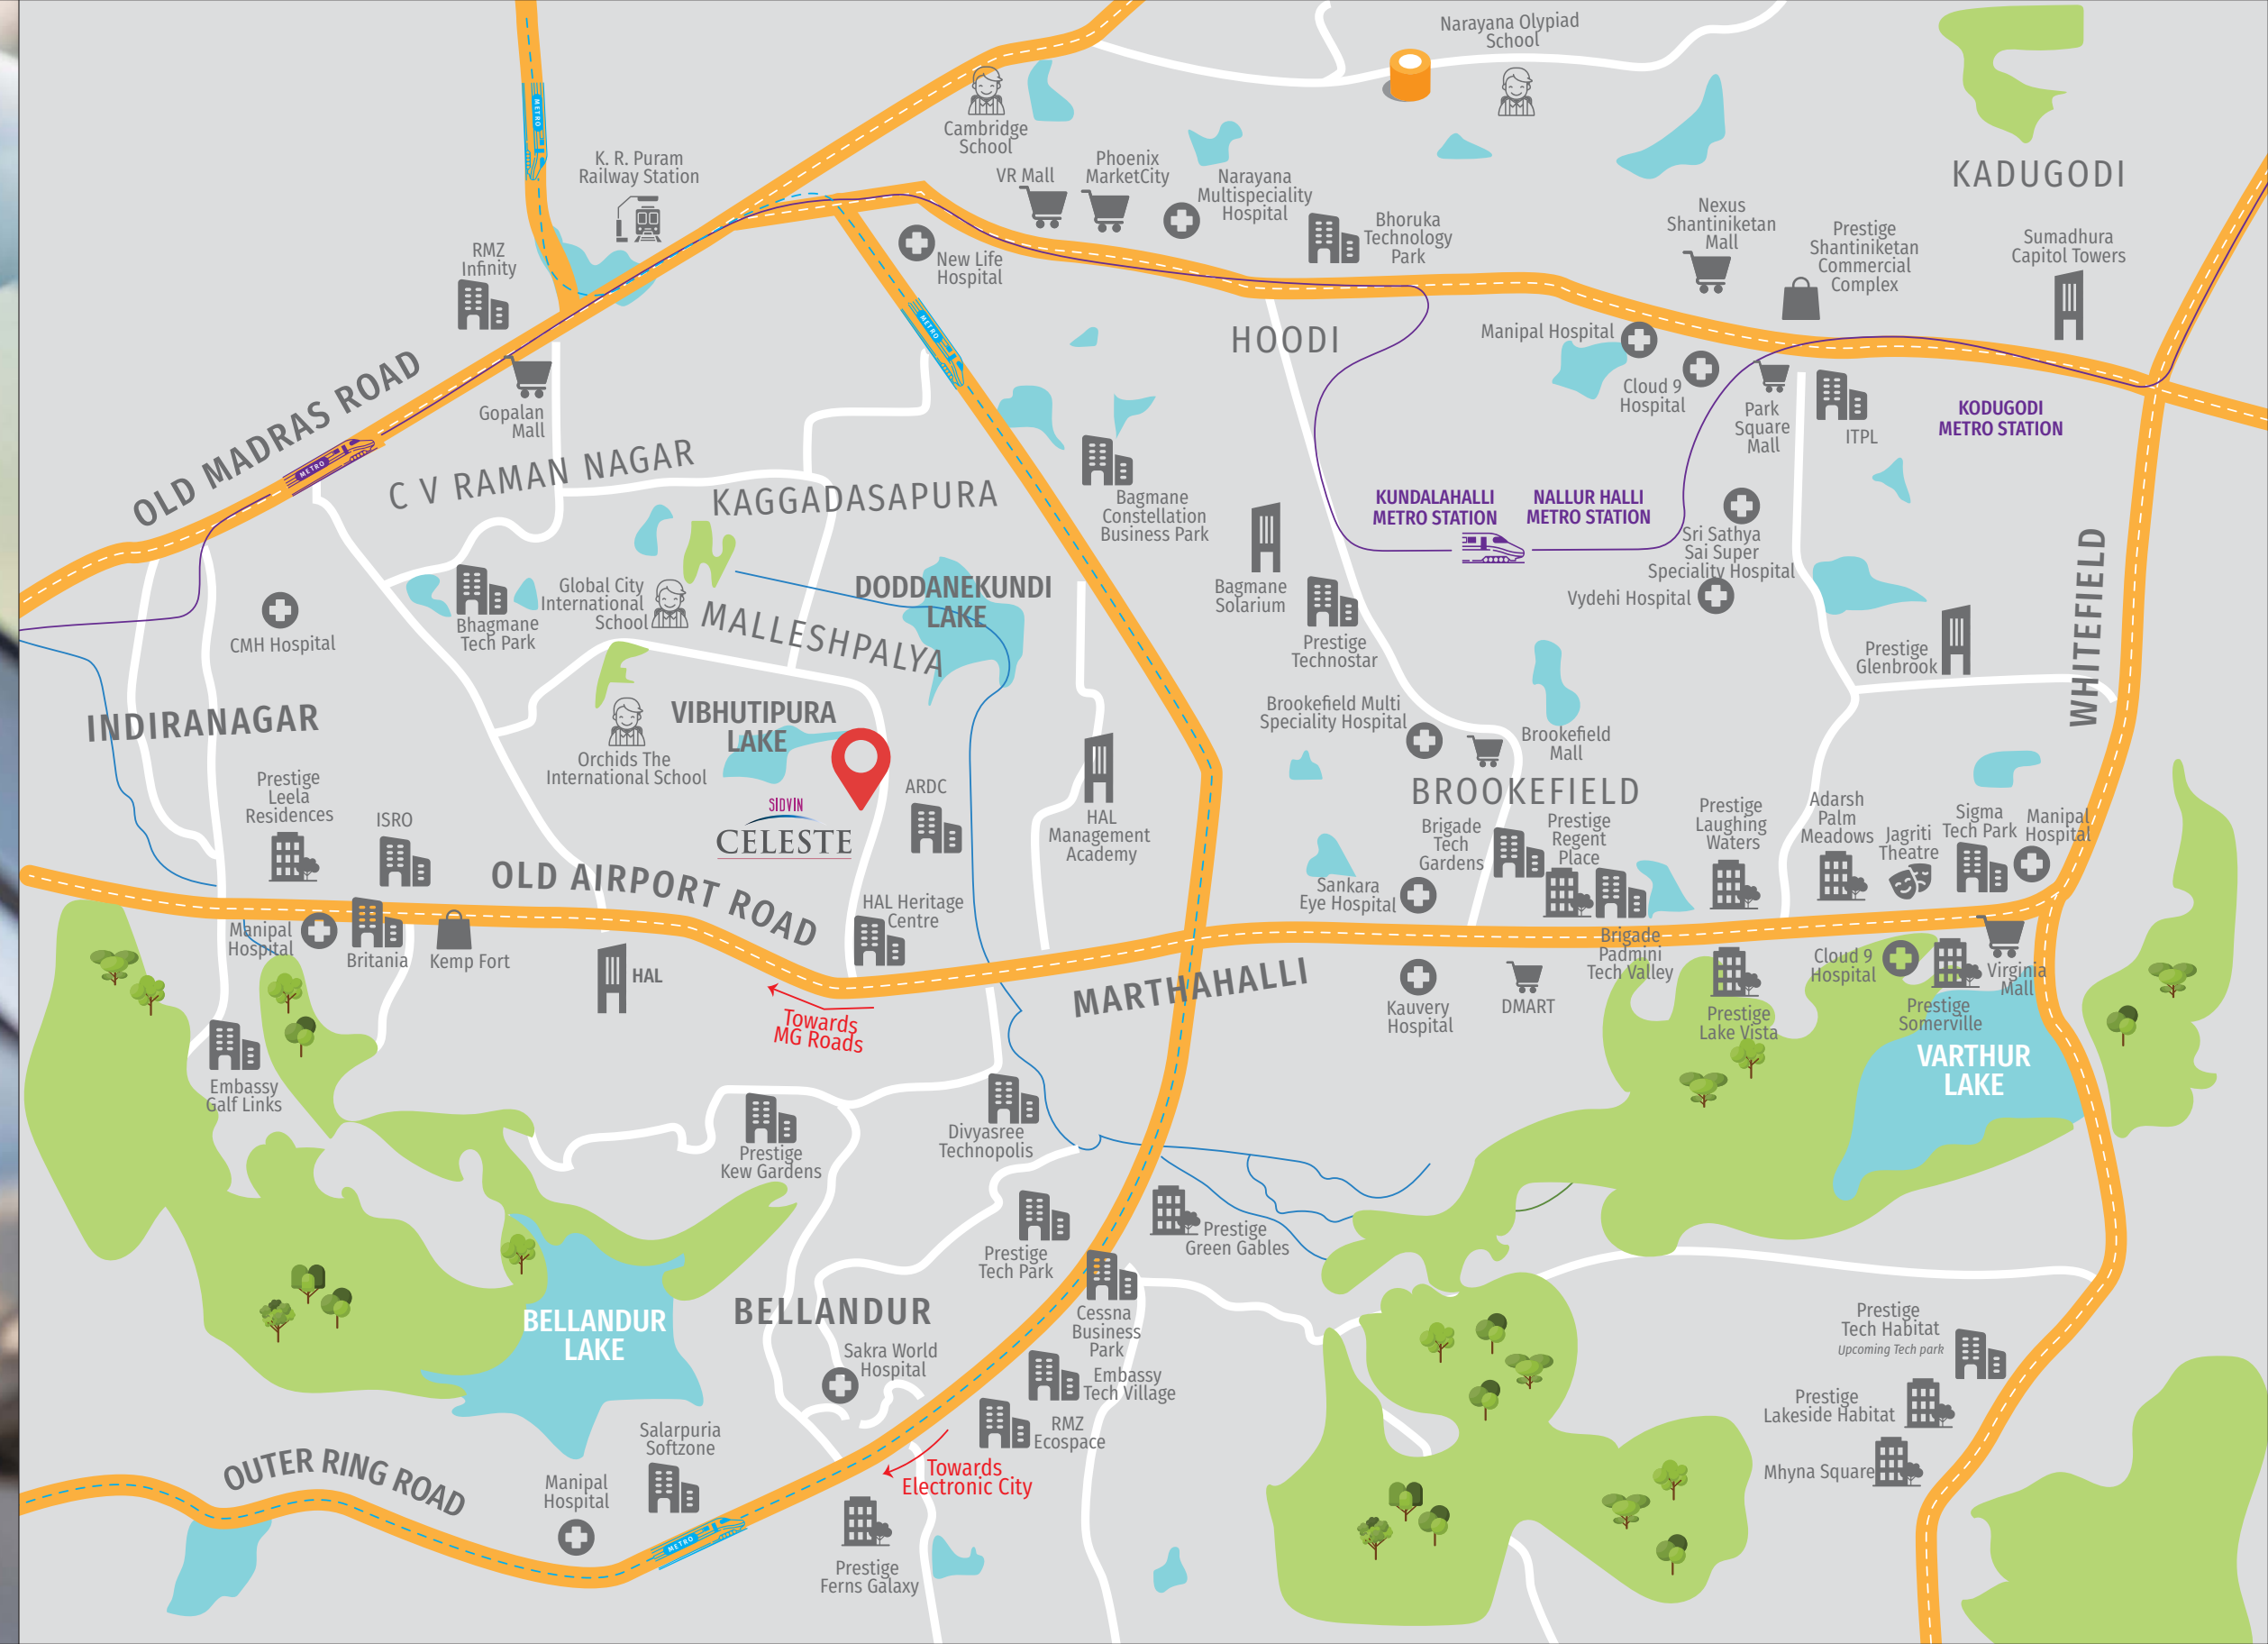 Narayana Olypiad
School
METRO
Cambridge
School
K. R. Puram
Railway Station
VR Mall
Phoenix
MarketCity
Narayana
Multispeciality
Hospital
KADUGODI
Bhoruka
Technology
Park
Nexus
Shantiniketan
Mall
Prestige
Shantiniketan
Commercial
Complex
Sumadhura
Capitol Towers
RMZ
Infinity
New Life
Hospital
METRO
HOODI
Manipal Hospital
Cloud 9
Hospital
Park
Square
Mall
ITPL
KODUGODI
METRO STATION
OLD MADRAS ROAD
METRO
Gopalan
Mall
C V RAMAN NAGAR
KAGGADASAPURA
Bagmane
Constellation
Business Park
KUNDALAHALLI
METRO STATION
NALLUR HALLI
METRO STATION
Sri Sathya
Sai Super
Speciality Hospital
Vydehi Hospital
WHITEFIELD
Bagmane
Solarium
Prestige
Technostar
Prestige
Glenbrook
CMH Hospital
Bhagmane
Tech Park
Global City
International
School
MALLESHPALYA
DODDANEKUNDI
LAKE
INDIRANAGAR
VIBHUTIPURA
LAKE
Orchids The
International School
Brookefield Multi
Speciality Hospital
Brookefield
Mall
BROOKEFIELD
Prestige
Leela
Residences
ISRO
SIDVIN
CELESTE
ARDC
HAL
Management
Academy
Brigade
Tech
Gardens
Prestige
Regent
Place
Prestige
Laughing
Waters
Adarsh
Palm
Meadows
Jagriti
Theatre
Sigma
Tech Park
Manipal
Hospital
OLD AIRPORT ROAD
Sankara
Eye Hospital
HAL Heritage
Centre
Manipal
Hospital
Britania
Kemp Fort
HAL
Brigade
Padmini
Tech Valley
Cloud 9
Hospital
Virginia
Mall
MARTHAHALLI
Kauvery
Hospital
DMART
Prestige
Lake Vista
Prestige
Somerville
Towards
MG Roads
VARTHUR
LAKE
Embassy
Galf Links
Prestige
Kew Gardens
Divyasree
Technopolis
Prestige
Tech Park
Prestige
Green Gables
BELLANDUR
LAKE
BELLANDUR
Cessna
Business
Park
Sakra World
Hospital
Embassy
Tech Village
RMZ
Ecospace
Prestige
Tech Habitat
Upcoming Tech park
Prestige
Lakeside Habitat
Mhyna Square
OUTER RING ROAD
Salarpuria
Softzone
Manipal
Hospital
METRO
Towards
Electronic City
Prestige
Ferns Galaxy